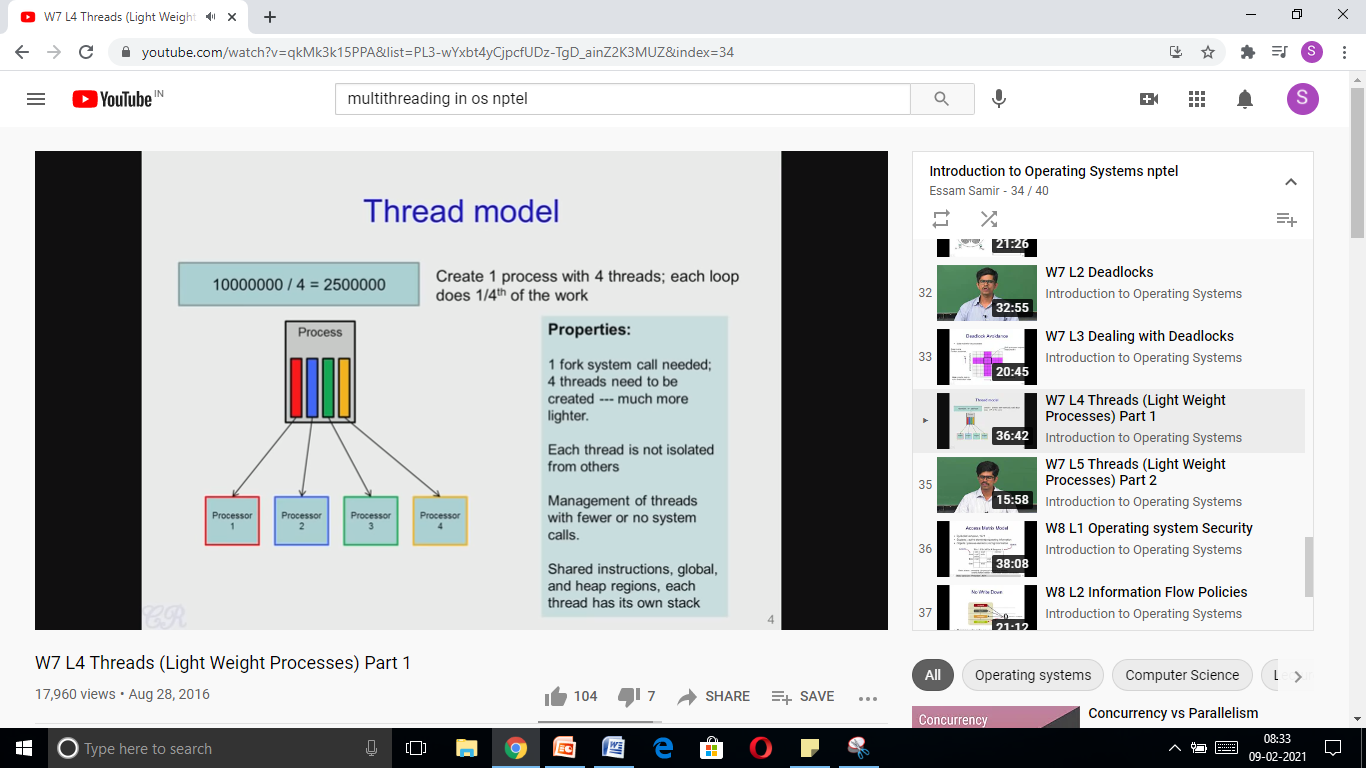 W7 L4 Threads (Light Weight
youtube.com/watch?v=qkMk3k15PPA&list=PL3-wYxbt4yCjpcfUDz-TgD_ainZ2K3MUZ&index=34
S
YouTube IN
multithreading in os nptel
S
Thread model
10000000 / 4 = 2500000
Create 1 process with 4 threads; each loop
does 1/4th of the work
Process
Processor
1
Processor
2
Processor
3
Processor
4
Properties:
1 fork system call needed;
4 threads need to be
created --- much more
lighter.
Each thread is not isolated
from others
Management of threads
with fewer or no system
calls.
Shared instructions, global,
and heap regions, each
thread has its own stack
4
W7 L4 Threads (Light Weight Processes) Part 1
17,960 views • Aug 28, 2016
104
7
SHARE
SAVE
Introduction to Operating Systems nptel
Essam Samir - 34 / 40
21:26
32
32:55
W7 L2 Deadlocks
Introduction to Operating Systems
33
Deadlock Avoidance
20:45
W7 L3 Dealing with Deadlocks
Introduction to Operating Systems
Thread model
36:42
W7 L4 Threads (Light Weight
Processes) Part 1
Introduction to Operating Systems
35
15:58
W7 L5 Threads (Light Weight
Processes) Part 2
Introduction to Operating Systems
36
Access Matrix Model
38:08
W8 L1 Operating system Security
Introduction to Operating Systems
37
No Write Down
21:12
W8 L2 Information Flow Policies
Introduction to Operating Systems
All
Operating systems
Computer Science
Concurrency
Concurrency vs Parallelism
Type here to search
08:33
09-02-2021